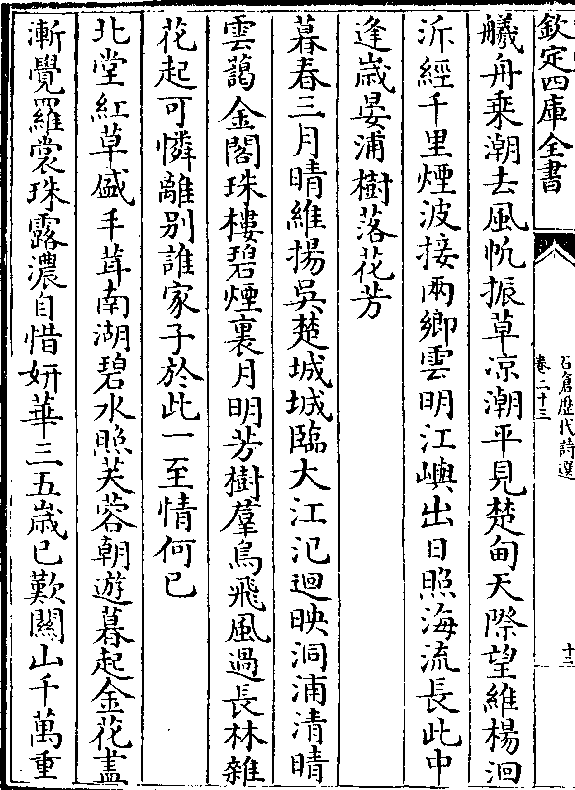 欽定四庫全書
石倉歴代詩選
卷二十三
十三
艤舟乗潮去風帆振草凉潮平見楚甸天際望維楊洄
泝經千里煙波接兩鄉雲明江嶼出日照海流長此中
逢歳晏浦樹落花芳
暮春三月晴維揚吳楚城城臨大江汜迴映洞浦清晴
雲藹金閣珠樓碧煙裏月明芳樹羣鳥飛風過長林雜
花起可憐離别誰家子於此一至情何已
北堂紅草盛丰茸南湖碧水照芙蓉朝遊暮起金花盡
漸覺羅裳珠露濃自惜妍華三五歳已歎關山千萬重